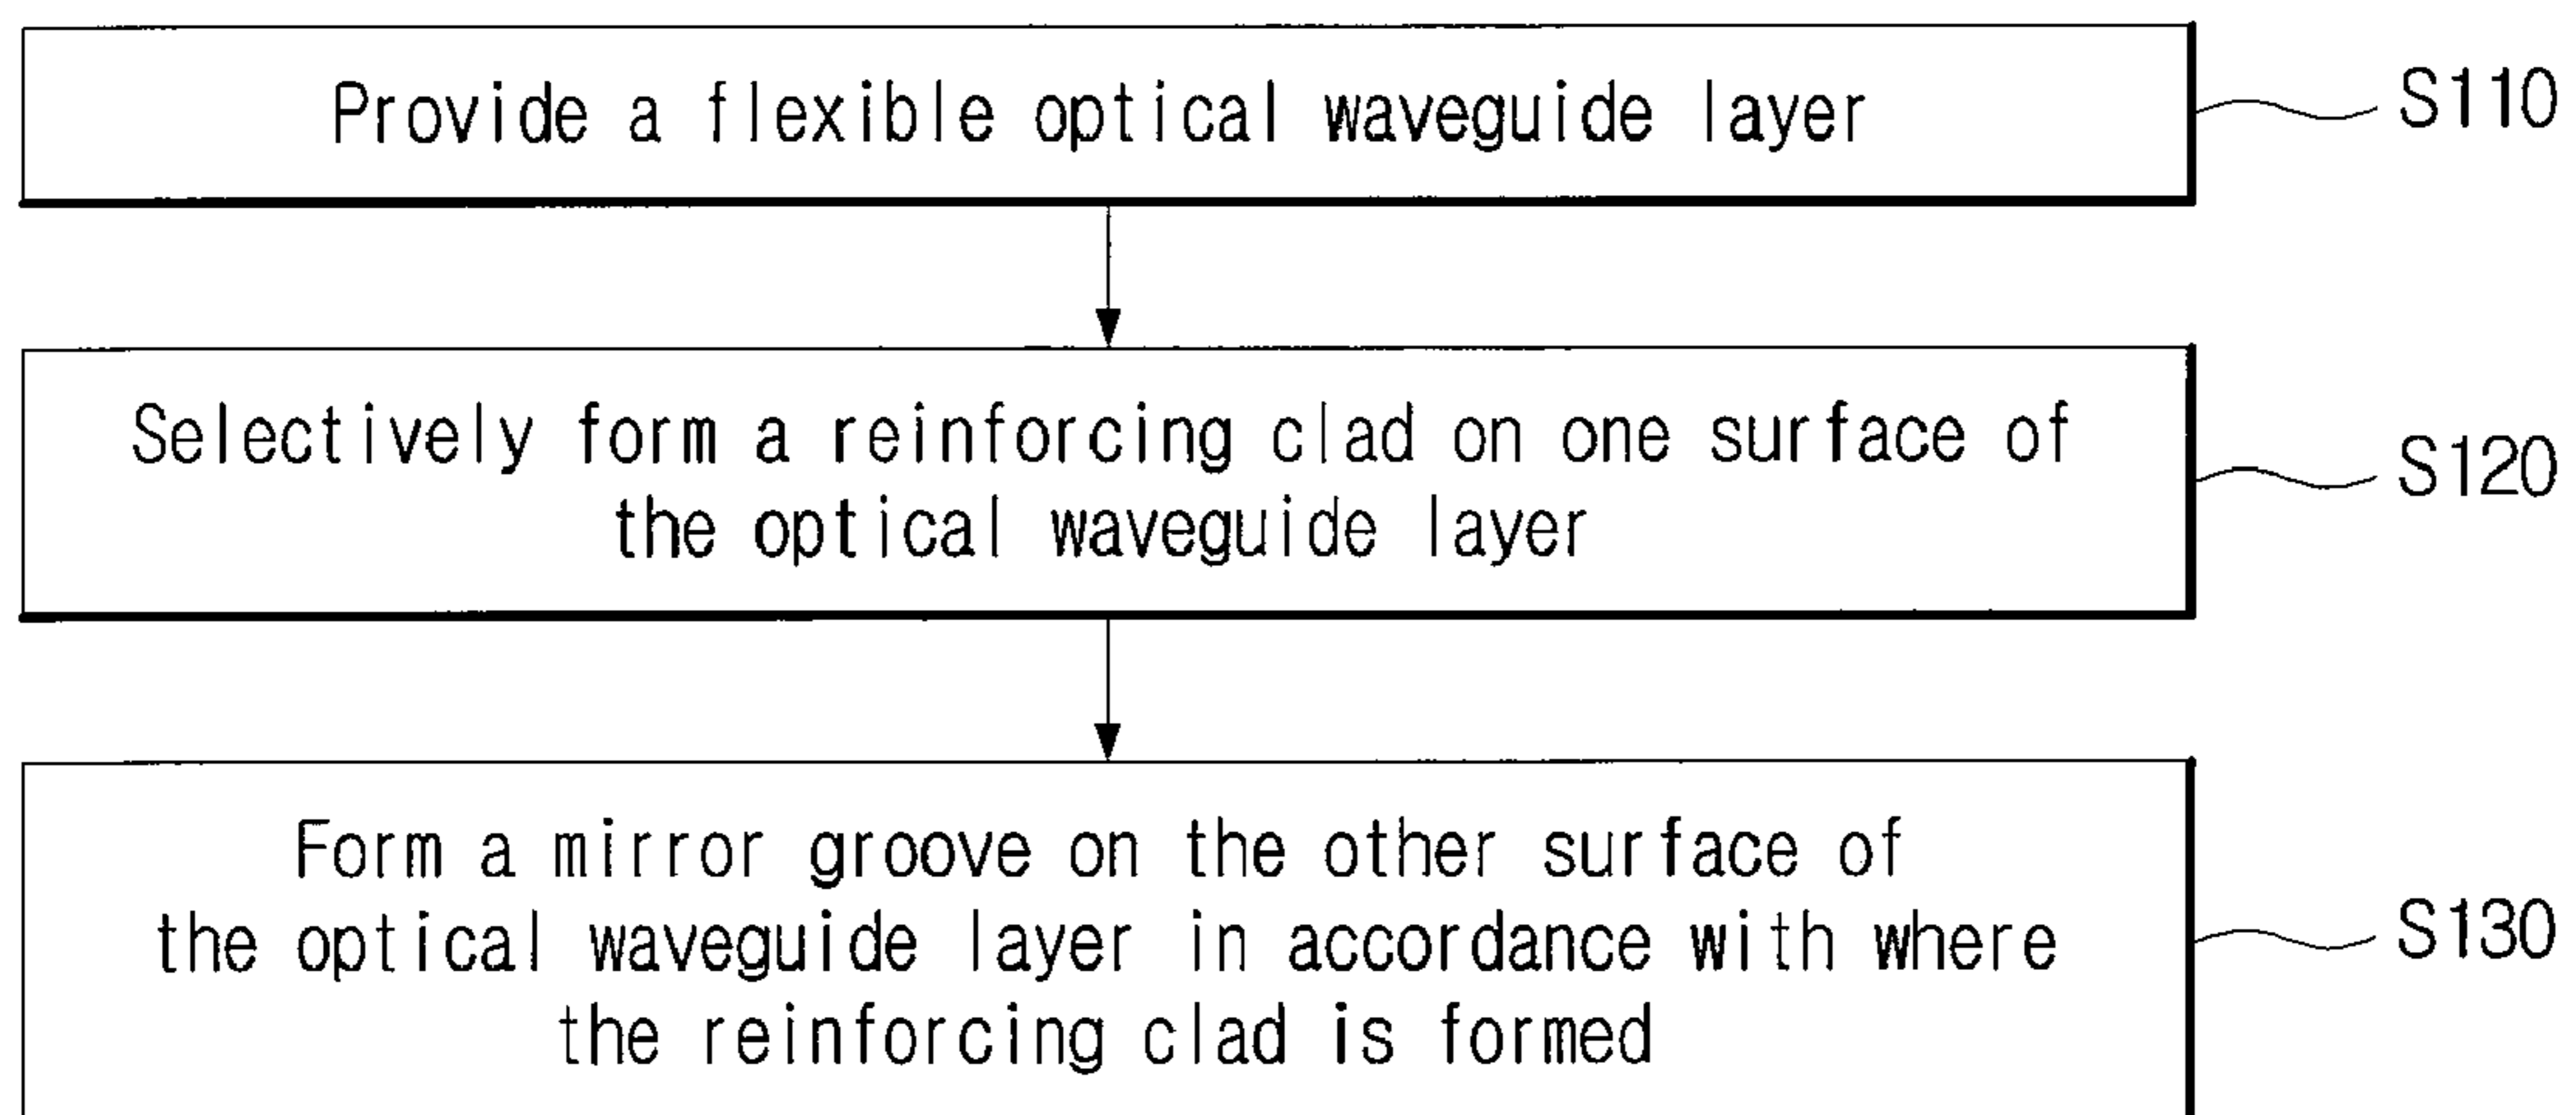 Provide a flexible optical waveguide layer
S110
Selectively form a reinforcing clad on one surface of
the optical waveguide layer
S120
Form a mirror groove on the other surface of
the optical waveguide layer in accordance with where
the reinforcing clad is formed
S130